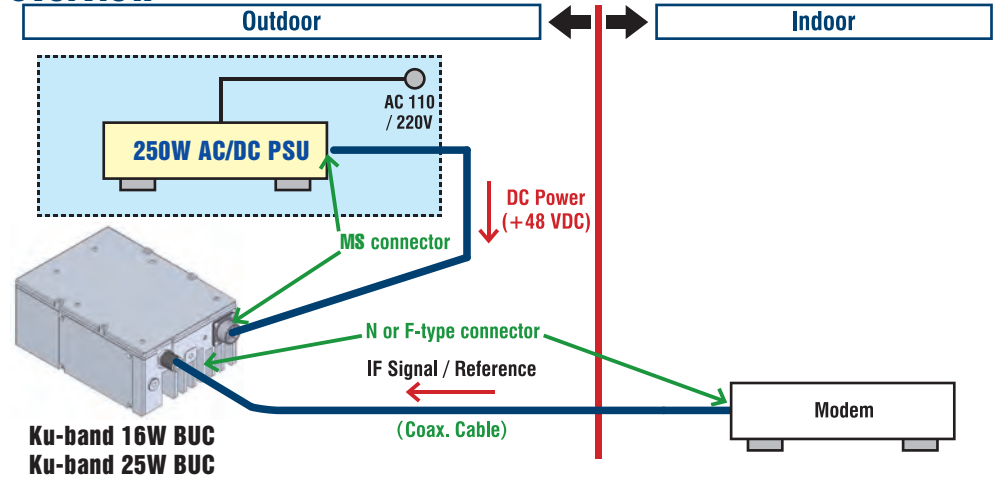 Outdoor
Indoor
AC 110
/ 220V
250W AC/DC PSU
DC Power
(+48 VDC)
MS connector
N or F-type connector
IF Signal / Reference
Modem
(Coax. Cable)
Ku-band 16W BUC
Ku-band 25W BUC